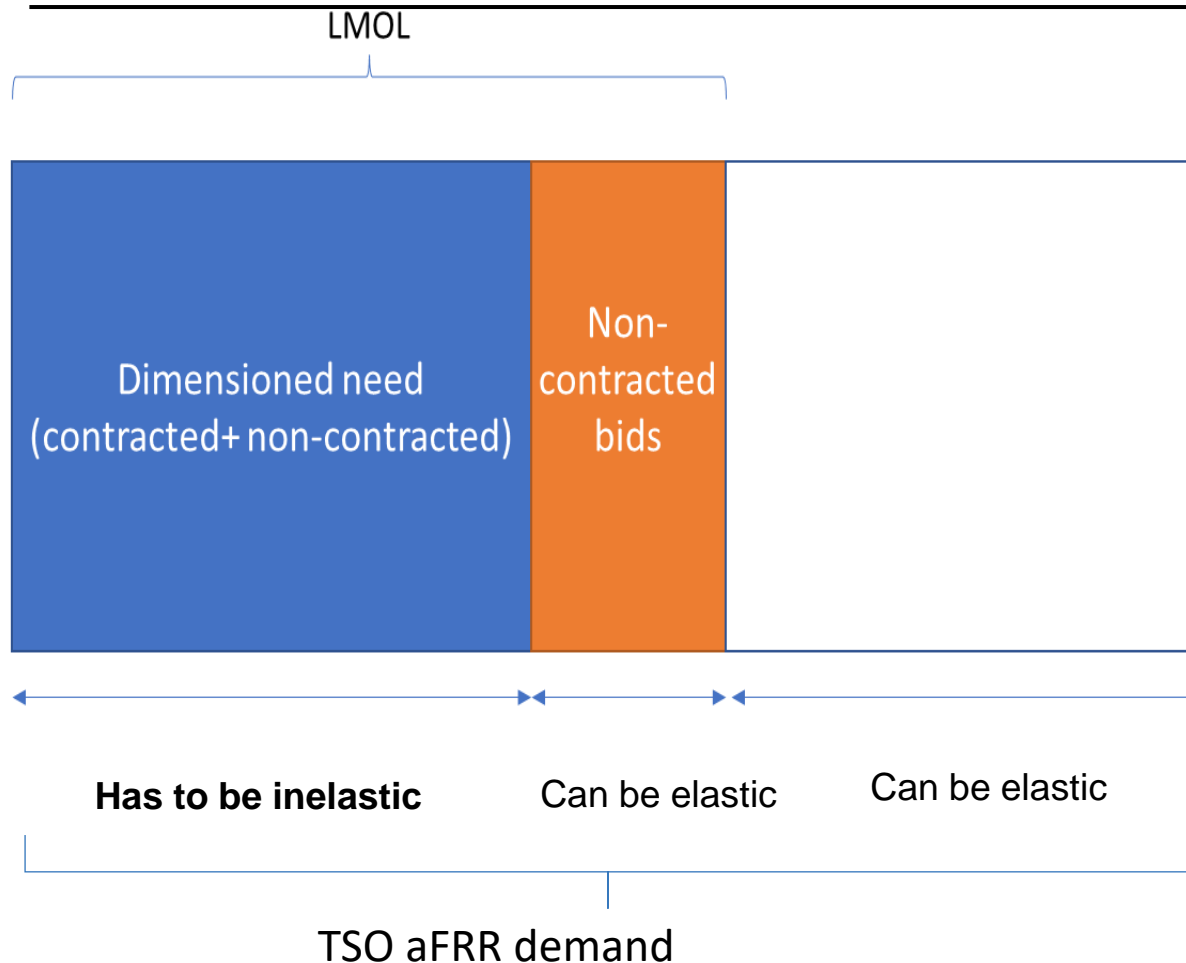 LMOL
Dimensioned need
(contracted+ non-contracted)
Non-
contracted
bids
Has to be inelastic
Can be elastic
Can be elastic
TSO aFRR demand